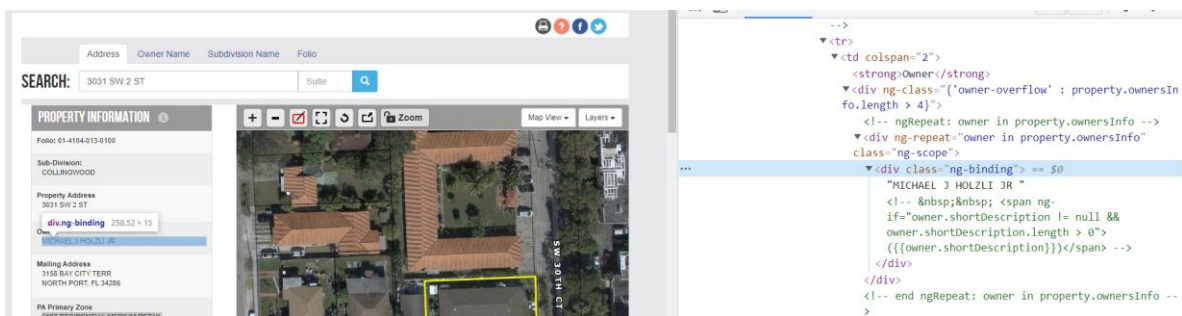 Address Owner Name Subdivision Name Folio
SEARCH: 3031 SW 2 ST Suite
PROPERTY INFORMATION
Folio: 01-4104-013-0100
Sub-Division:
COLLINGWOOD
Property Address
3031 SW 2 ST
div.ng-binding 258.52 × 15
MICHAEL J HOLZLI JR
Mailing Address
3158 BAY CITY TERR
NORTH PORT, FL 34286
PA Primary Zone
+ - Zoom Map View Layers
SW 30TH CT
-->
<tr>
<td colspan="2">
<strong>Owner</strong>
<div ng-class="{'owner-overflow' : property.ownersIn
fo.length > 4}">
<!-- ngRepeat: owner in property.ownersInfo -->
<div ng-repeat="owner in property.ownersInfo"
class="ng-scope">
... <div class="ng-binding"> == $0
"MICHAEL J HOLZLI JR "
<!-- &nbsp;&nbsp; <span ng-
if="owner.shortDescription != null &&
owner.shortDescription.length > 0">
({{owner.shortDescription}})</span> -->
</div>
</div>
<!-- end ngRepeat: owner in property.ownersInfo --
>